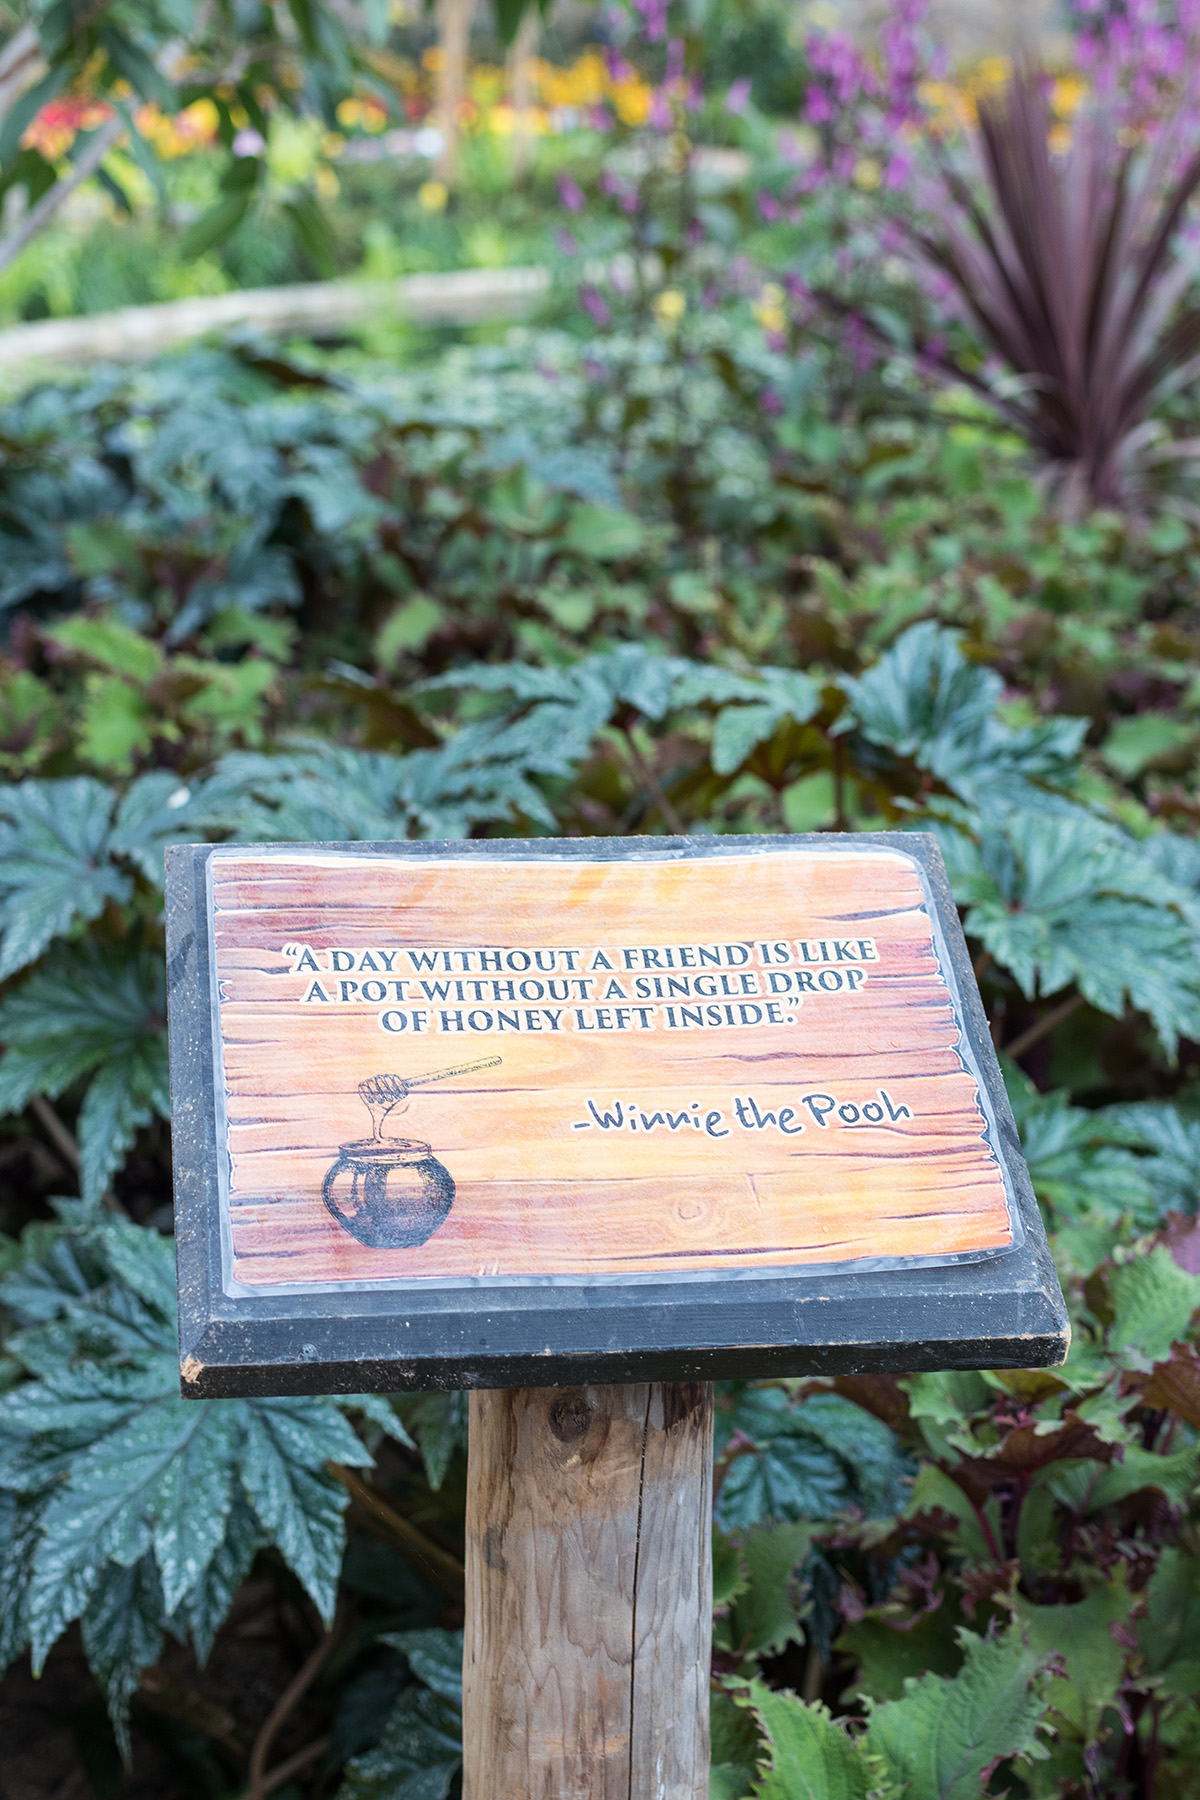 “A DAY WITHOUT A FRIEND IS LIKE
A POT WITHOUT A SINGLE DROP
OF HONEY LEFT INSIDE.”
-Winnie the Pooh